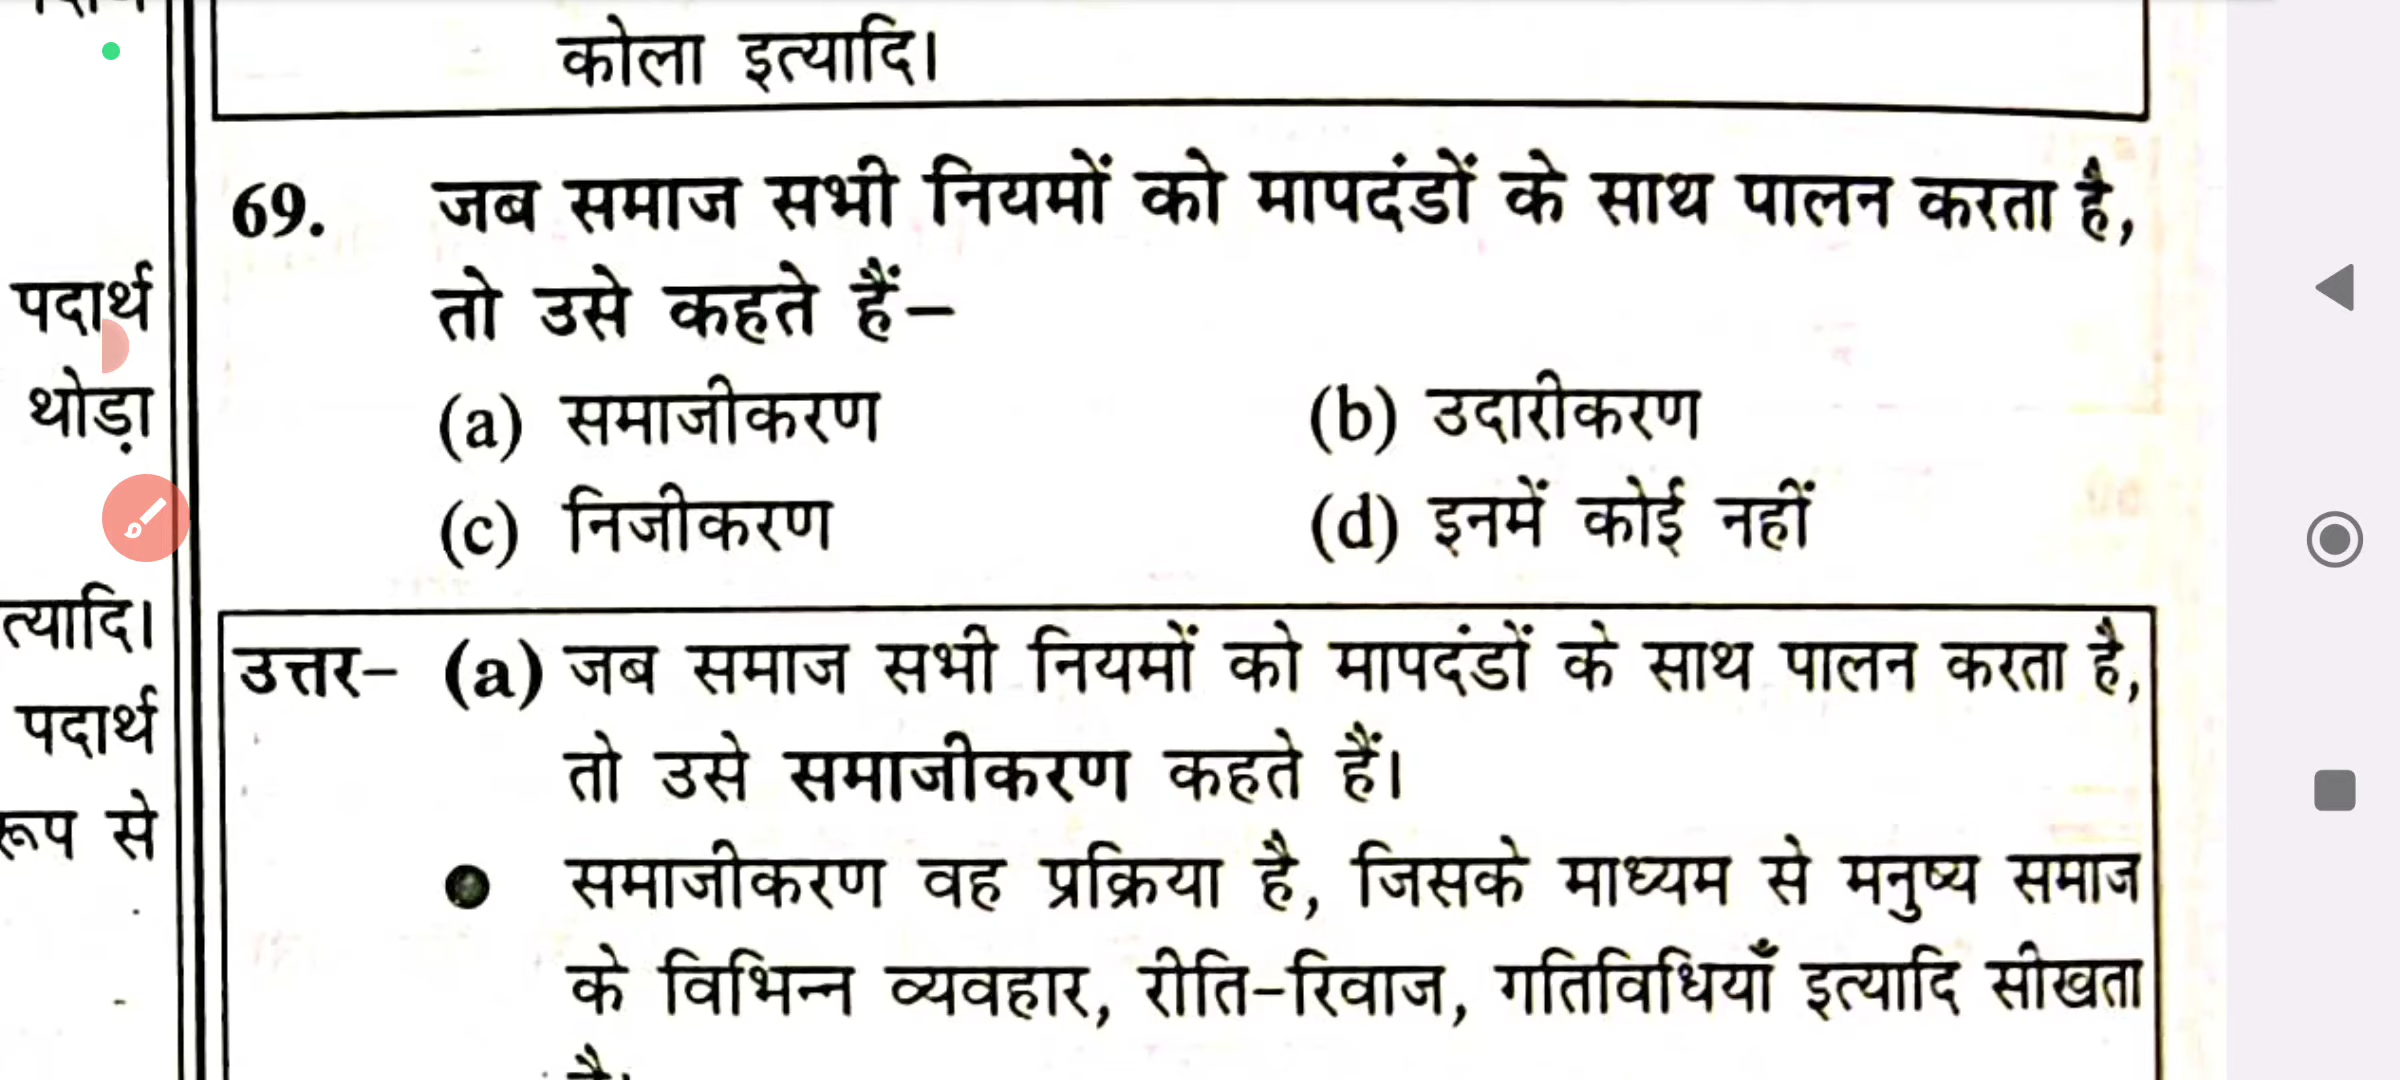 कोला इत्यादि।
69. जब समाज सभी नियमों को मापदंडों के साथ पालन करता है,
तो उसे कहते हैं–
(a) समाजीकरण (b) उदारीकरण
(c) निजीकरण (d) इनमें कोई नहीं
उत्तर– (a) जब समाज सभी नियमों को मापदंडों के साथ पालन करता है,
तो उसे समाजीकरण कहते हैं।
● समाजीकरण वह प्रक्रिया है, जिसके माध्यम से मनुष्य समाज
के विभिन्न व्यवहार, रीति-रिवाज, गतिविधियाँ इत्यादि सीखता
है।
पदार्थ
थोड़ा
त्यादि।
पदार्थ
रूप से